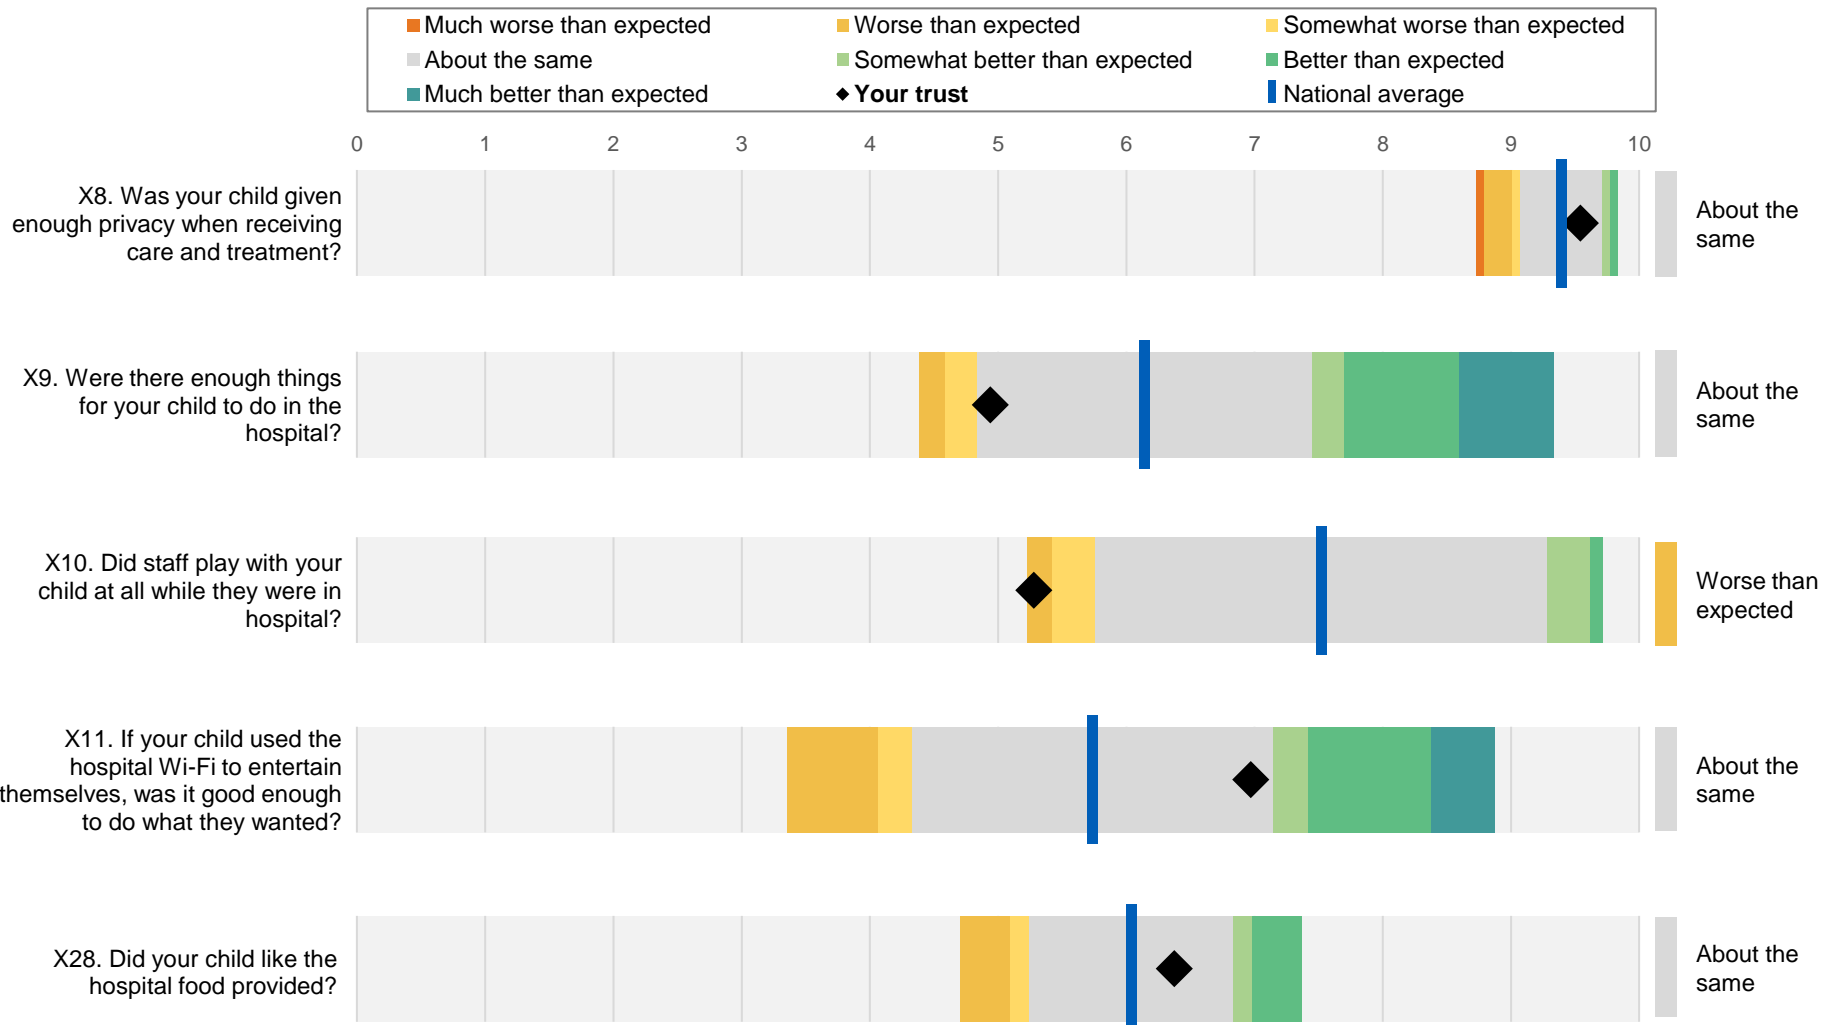 Much worse than expected
Worse than expected
Somewhat worse than expected
About the same
Somewhat better than expected
Better than expected
Much better than expected
Your trust
National average
0 1 2 3 4 5 6 7 8 9 10
X8. Was your child given
enough privacy when receiving
care and treatment?
About the
same
X9. Were there enough things
for your child to do in the
hospital?
About the
same
X10. Did staff play with your
child at all while they were in
hospital?
Worse than
expected
X11. If your child used the
hospital Wi-Fi to entertain
themselves, was it good enough
to do what they wanted?
About the
same
X28. Did your child like the
hospital food provided?
About the
same